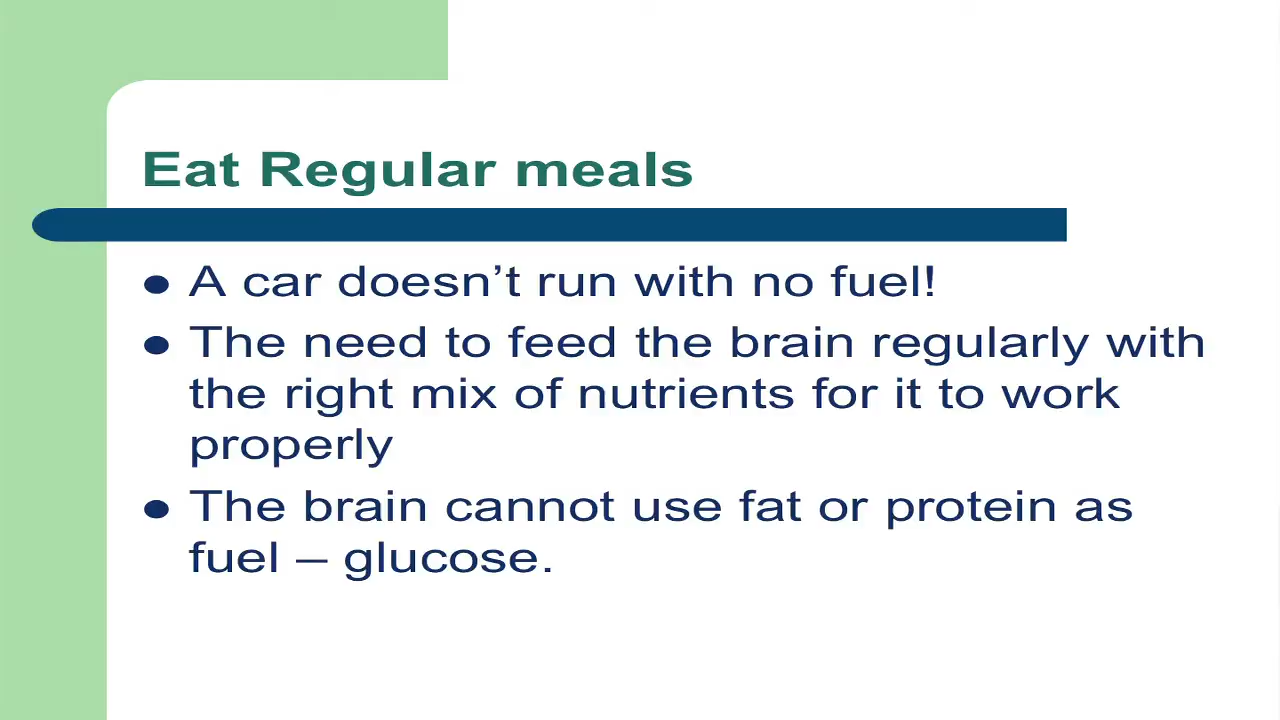 Eat Regular meals
● A car doesn’t run with no fuel!
● The need to feed the brain regularly with
the right mix of nutrients for it to work
properly
● The brain cannot use fat or protein as
fuel – glucose.